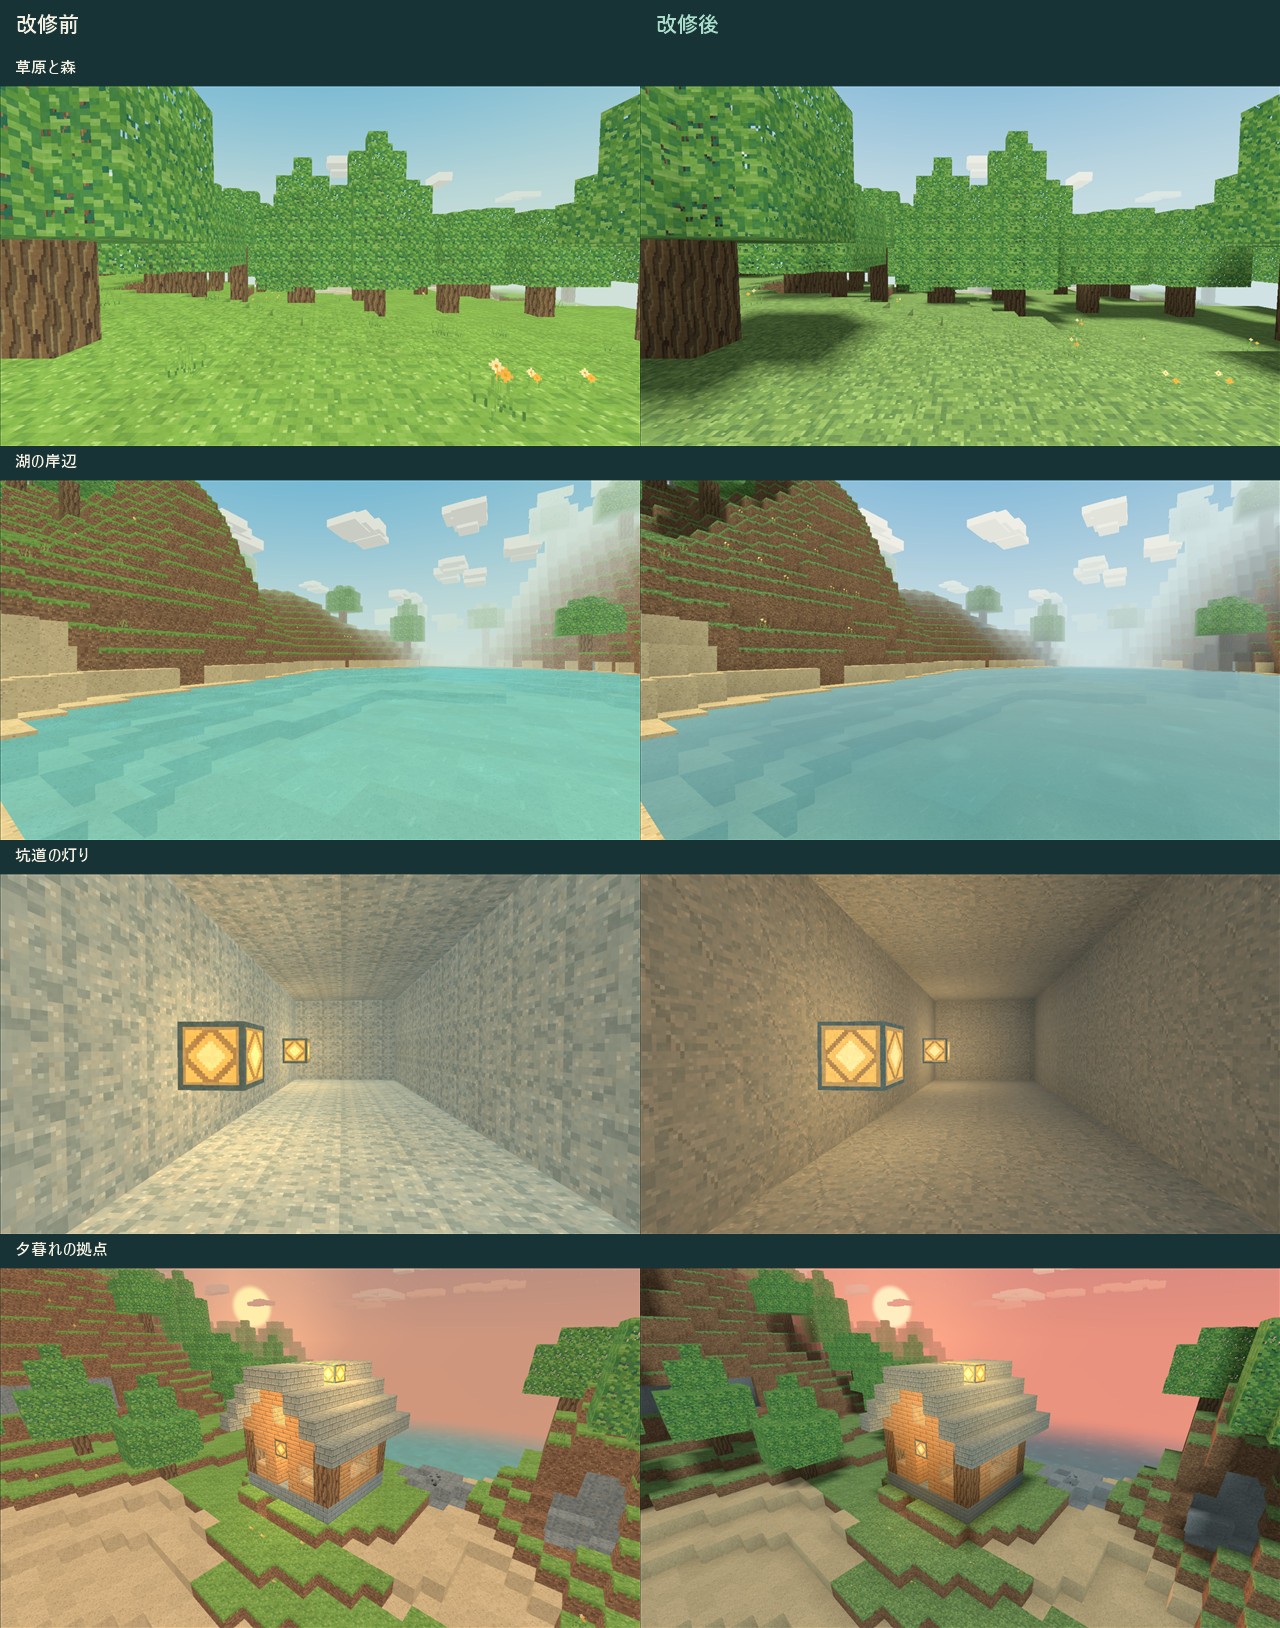 改修前
改修後
草原と森
湖の岸辺
坑道の灯り
夕暮れの拠点